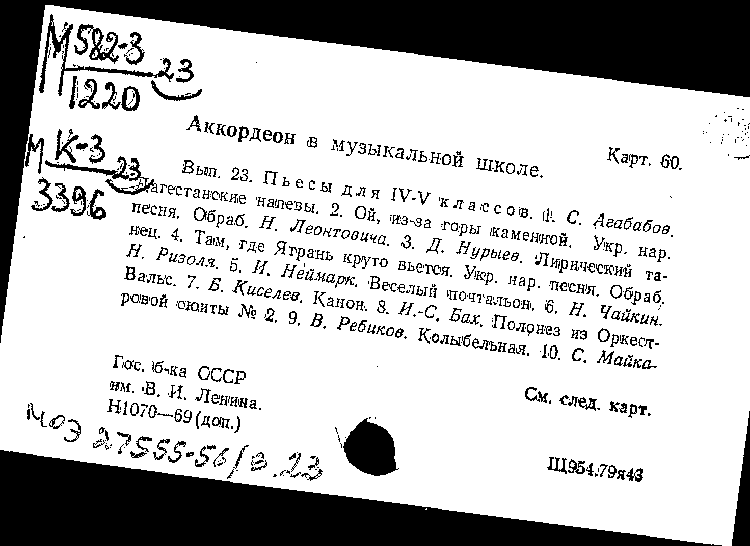 М 582-3 23
1220
Аккордеон в музыкальной школе. Карт. 60.
М К-3 23
3396
Вып. 23. Пьесы для IV-V классов. 1. С. Агабабов.
Дагестанские напевы. 2. Ой, из-за горы каменной. Укр. нар.
песня. Обраб. Н. Леонтовича. 3. Д. Нурыев. Лирический та-
нец. 4. Там, где Ятрань круто вьется. Укр. нар. песня. Обраб.
Н. Ризоля. 5. И. Неймарк. Веселый почтальон. 6. Н. Чайкин.
Вальс. 7. Б. Киселев. Канон. 8. И.-С. Бах. Полонез из Оркест-
ровой сюиты № 2. 9. В. Ребиков. Колыбельная. 10. С. Майка-
Гос. б-ка СССР
им. В. И. Ленина.
Н1070—69 (доп.)
См. след. карт.
МОЭ 27555-56/в.23
Щ954.79я43